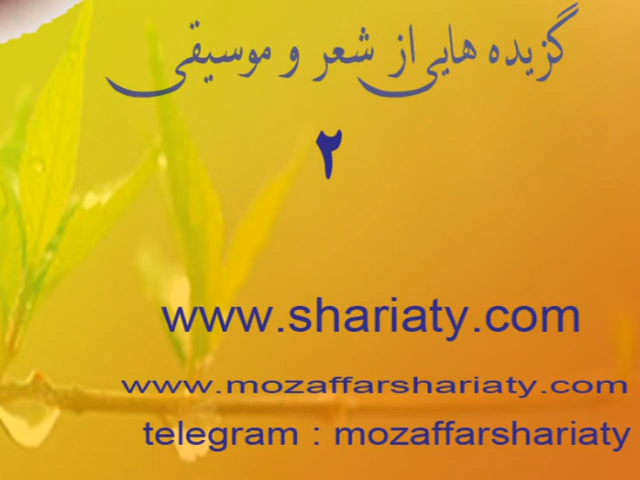 گزیده هایی از شعر و موسیقی
۲
www.shariaty.com
www.mozaffarshariaty.com
telegram : mozaffarshariaty